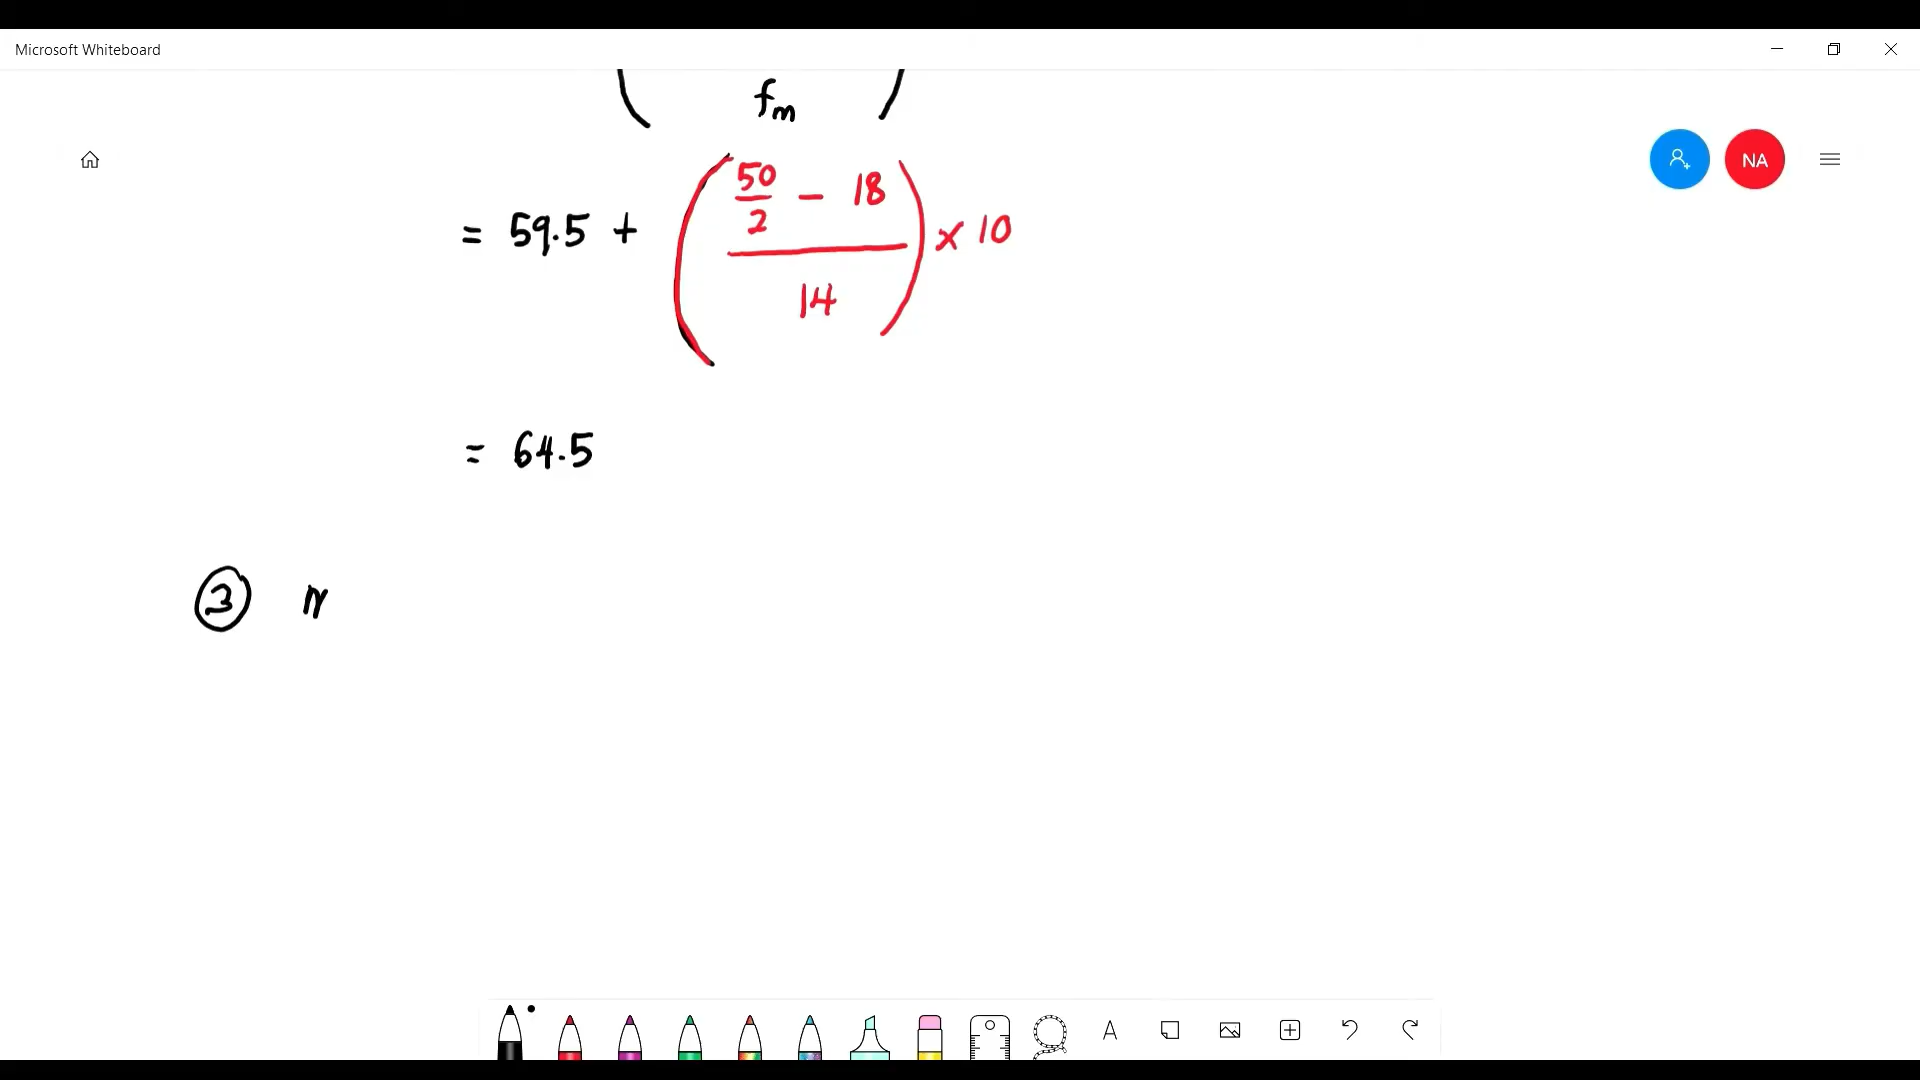 Microsoft Whiteboard
( fm )
NA
= 59.5 + ( (50/2 - 18) / 14 ) × 10
= 64.5
③
A